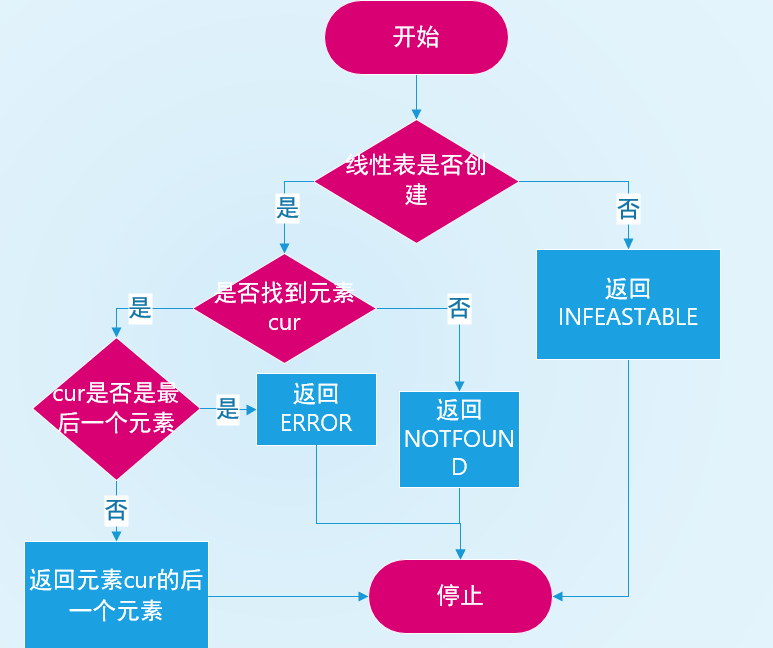 开始
线性表是否创
建
是
否
是否找到元素
cur
返回
INFEASTABLE
是
否
cur是否是最
后一个元素
是
返回
ERROR
返回
NOTFOUN
D
否
返回元素cur的后
一个元素
停止